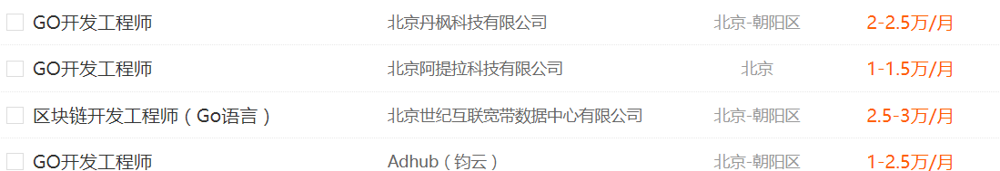 GO开发工程师 北京丹枫科技有限公司 北京-朝阳区 2-2.5万/月
GO开发工程师 北京阿提拉科技有限公司 北京 1-1.5万/月
区块链开发工程师（Go语言） 北京世纪互联宽带数据中心有限公司 北京-朝阳区 2.5-3万/月
GO开发工程师 Adhub（钧云） 北京-朝阳区 1-2.5万/月